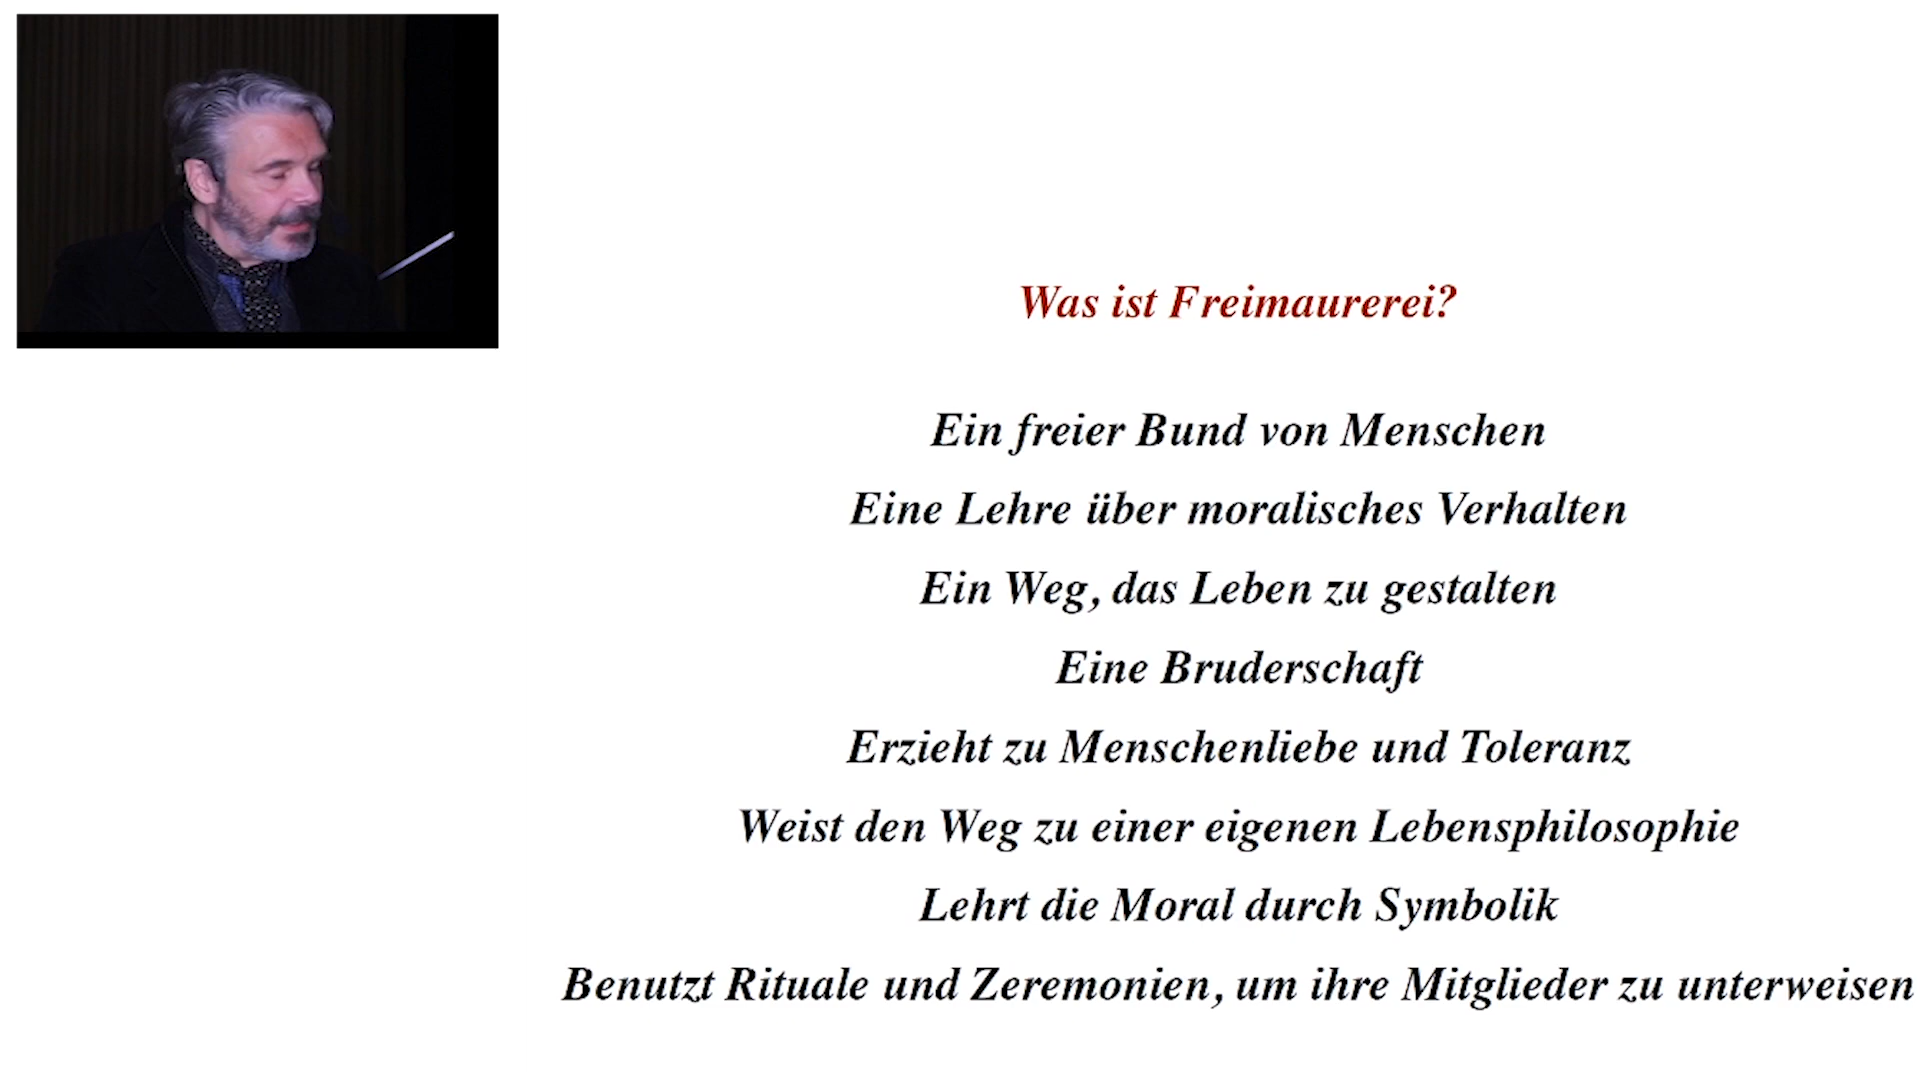 Was ist Freimaurerei?
Ein freier Bund von Menschen
Eine Lehre über moralisches Verhalten
Ein Weg, das Leben zu gestalten
Eine Bruderschaft
Erzieht zu Menschenliebe und Toleranz
Weist den Weg zu einer eigenen Lebensphilosophie
Lehrt die Moral durch Symbolik
Benutzt Rituale und Zeremonien, um ihre Mitglieder zu unterweisen